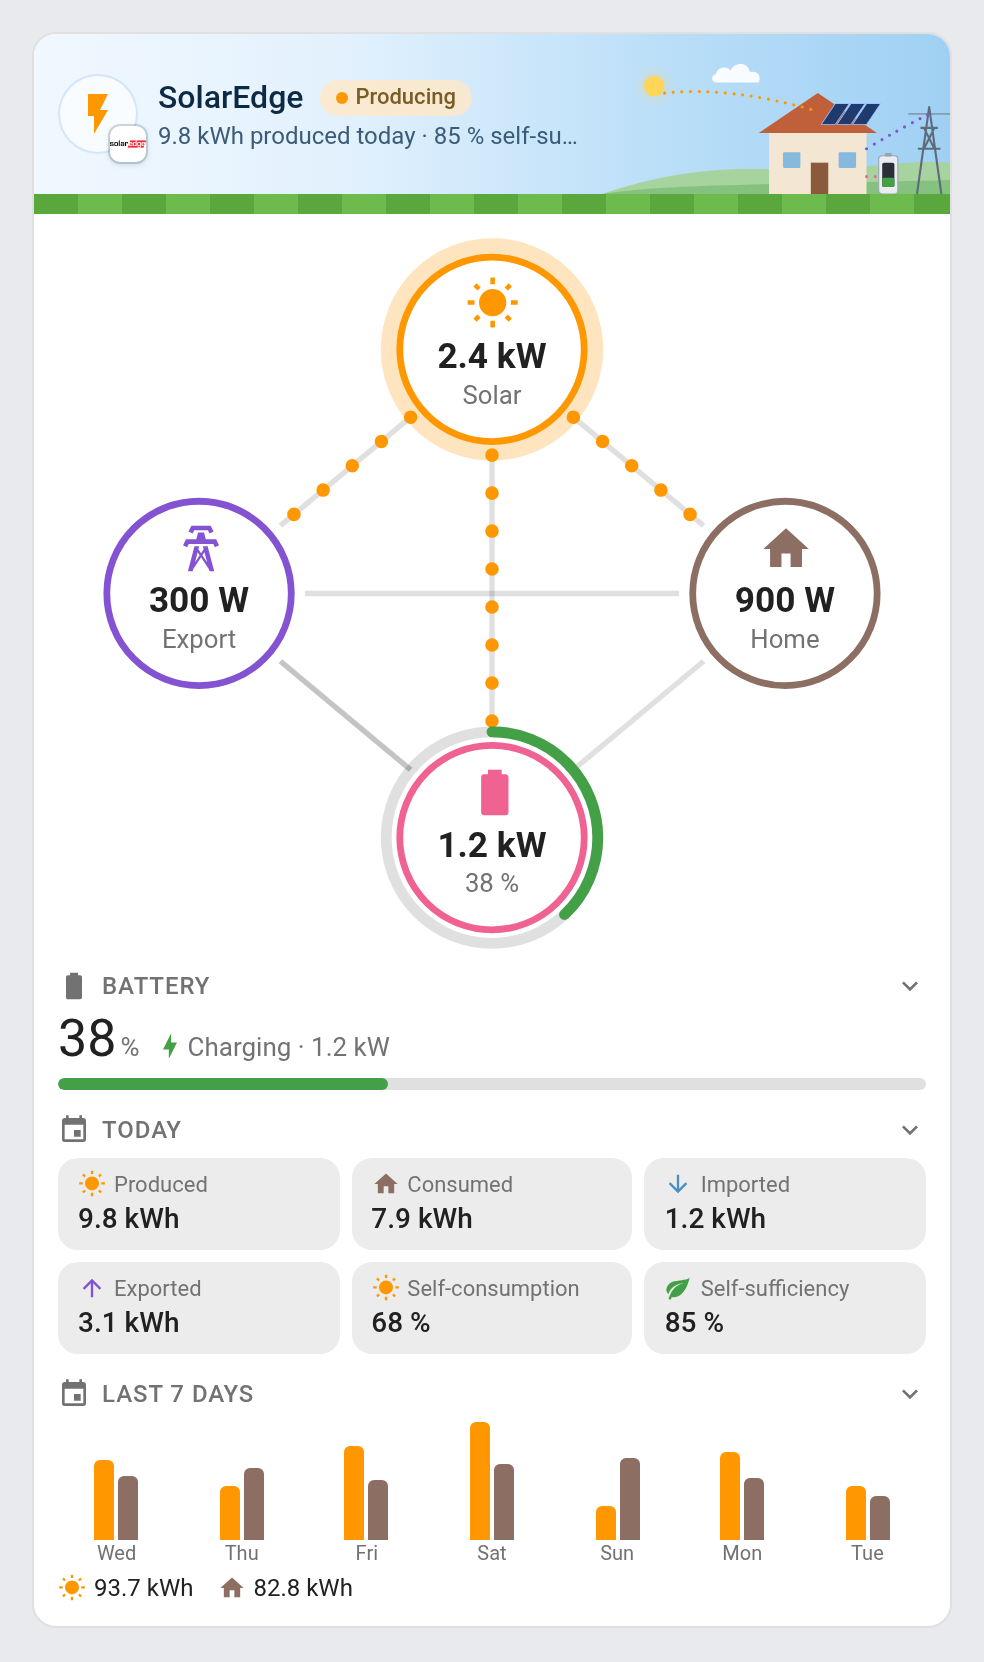 SolarEdge
Producing
solaredge
9.8 kWh produced today · 85 % self-su...
2.4 kW
Solar
300 W
Export
900 W
Home
1.2 kW
38 %
BATTERY
38 %
Charging · 1.2 kW
TODAY
Produced
9.8 kWh
Consumed
7.9 kWh
Imported
1.2 kWh
Exported
3.1 kWh
Self-consumption
68 %
Self-sufficiency
85 %
LAST 7 DAYS
Wed Thu Fri Sat Sun Mon Tue
93.7 kWh 82.8 kWh